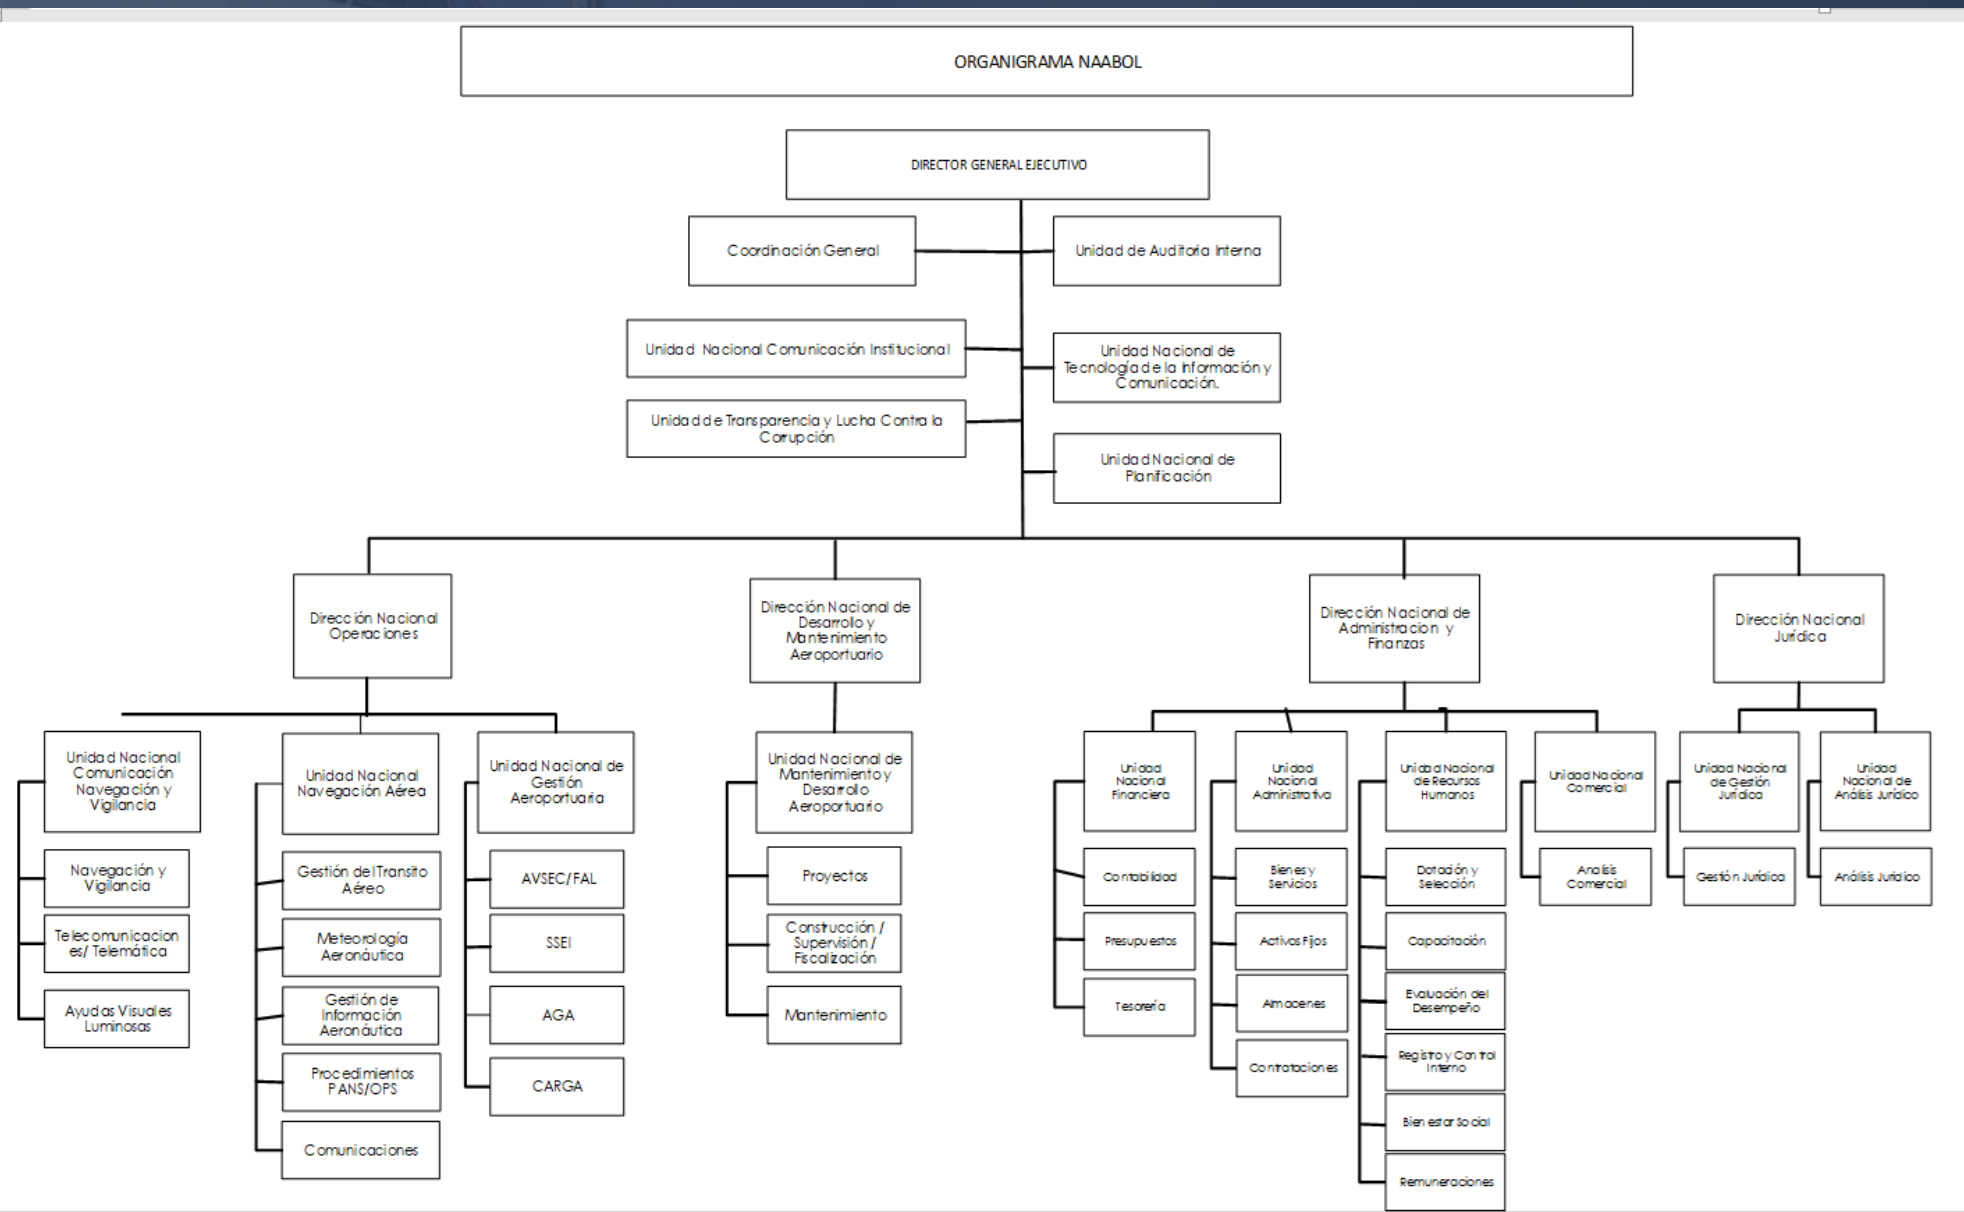 ORGANIGRAMA NAABOL
DIRECTOR GENERAL EJECUTIVO
Coordinación General
Unidad de Auditoria Interna
Unidad Nacional Comunicación Institucional
Unidad Nacional de
Tecnología de la Información y
Comunicación.
Unidad de Transparencia y Lucha Contra la
Corrupción
Unidad Nacional de
Planificación
Dirección Nacional
Operaciones
Dirección Nacional de
Desarrollo y
Mantenimiento
Aeroportuario
Dirección Nacional de
Administracion y
Finanzas
Dirección Nacional
Jurídica
Unidad Nacional
Comunicación
Navegación y
Vigilancia
Navegación y
Vigilancia
Telecomunicacion
es/ Telemática
Ayudas Visuales
Luminosas
Unidad Nacional
Navegación Aérea
Gestión del Transito
Aéreo
Meteorología
Aeronáutica
Gestión de
Información
Aeronáutica
Procedimientos
PANS/OPS
Comunicaciones
Unidad Nacional de
Gestión
Aeroportuaria
AVSEC/FAL
SSEI
AGA
CARGA
Unidad Nacional de
Mantenimiento y
Desarrollo
Aeroportuario
Proyectos
Construcción /
Supervisión /
Fiscalización
Mantenimiento
Unidad
Nacional
Financiera
Contabilidad
Presupuestos
Tesorería
Unidad
Nacional
Administrativa
Bienes y
Servicios
Activos Fijos
Almacenes
Contrataciones
Unidad Nacional
de Recursos
Humanos
Dotación y
Selección
Capacitación
Evaluación del
Desempeño
Registro y Control
Interno
Bienestar Social
Remuneraciones
Unidad Nacional
Comercial
Analisis
Comercial
Unidad Nacional
de Gestión
Jurídica
Gestión Jurídica
Unidad
Nacional de
Análisis Jurídico
Análisis Jurídico